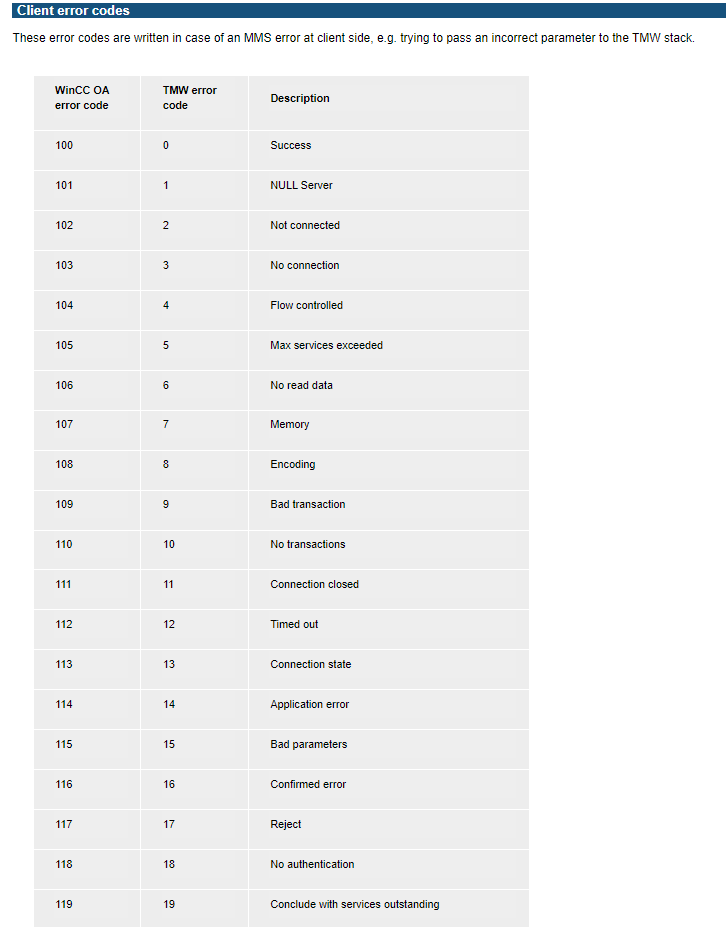 Client error codes
These error codes are written in case of an MMS error at client side, e.g. trying to pass an incorrect parameter to the TMW stack.
WinCC OA error code TMW error code Description
100 0 Success
101 1 NULL Server
102 2 Not connected
103 3 No connection
104 4 Flow controlled
105 5 Max services exceeded
106 6 No read data
107 7 Memory
108 8 Encoding
109 9 Bad transaction
110 10 No transactions
111 11 Connection closed
112 12 Timed out
113 13 Connection state
114 14 Application error
115 15 Bad parameters
116 16 Confirmed error
117 17 Reject
118 18 No authentication
119 19 Conclude with services outstanding